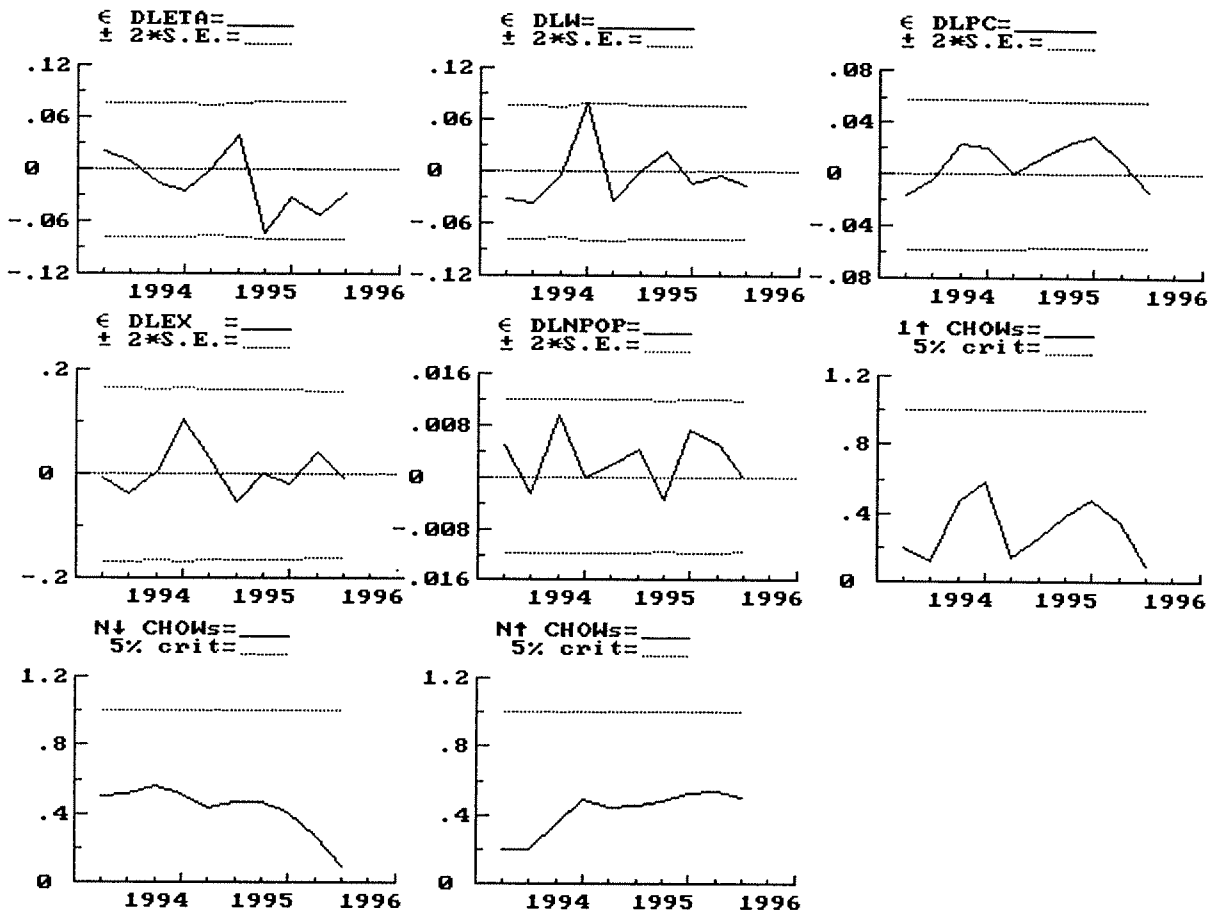 Є DLETA=
± 2*S.E.=
.12
.06
0
-.06
-.12
1994 1995 1996
Є DLW=
± 2*S.E.=
.12
.06
0
-.06
-.12
1994 1995 1996
Є DLPC=
± 2*S.E.=
.08
.04
0
-.04
-.08
1994 1995 1996
Є DLEX =
± 2*S.E.=
.2
0
-.2
1994 1995 1996
Є DLNPOP=
± 2*S.E.=
.016
.008
0
-.008
.016
1994 1995 1996
1↑ CHOWs=
5% crit=
1.2
.8
.4
0
1994 1995 1996
N↓ CHOWs=
5% crit=
1.2
.8
.4
0
1994 1995 1996
N↑ CHOWs=
5% crit=
1.2
.8
.4
0
1994 1995 1996